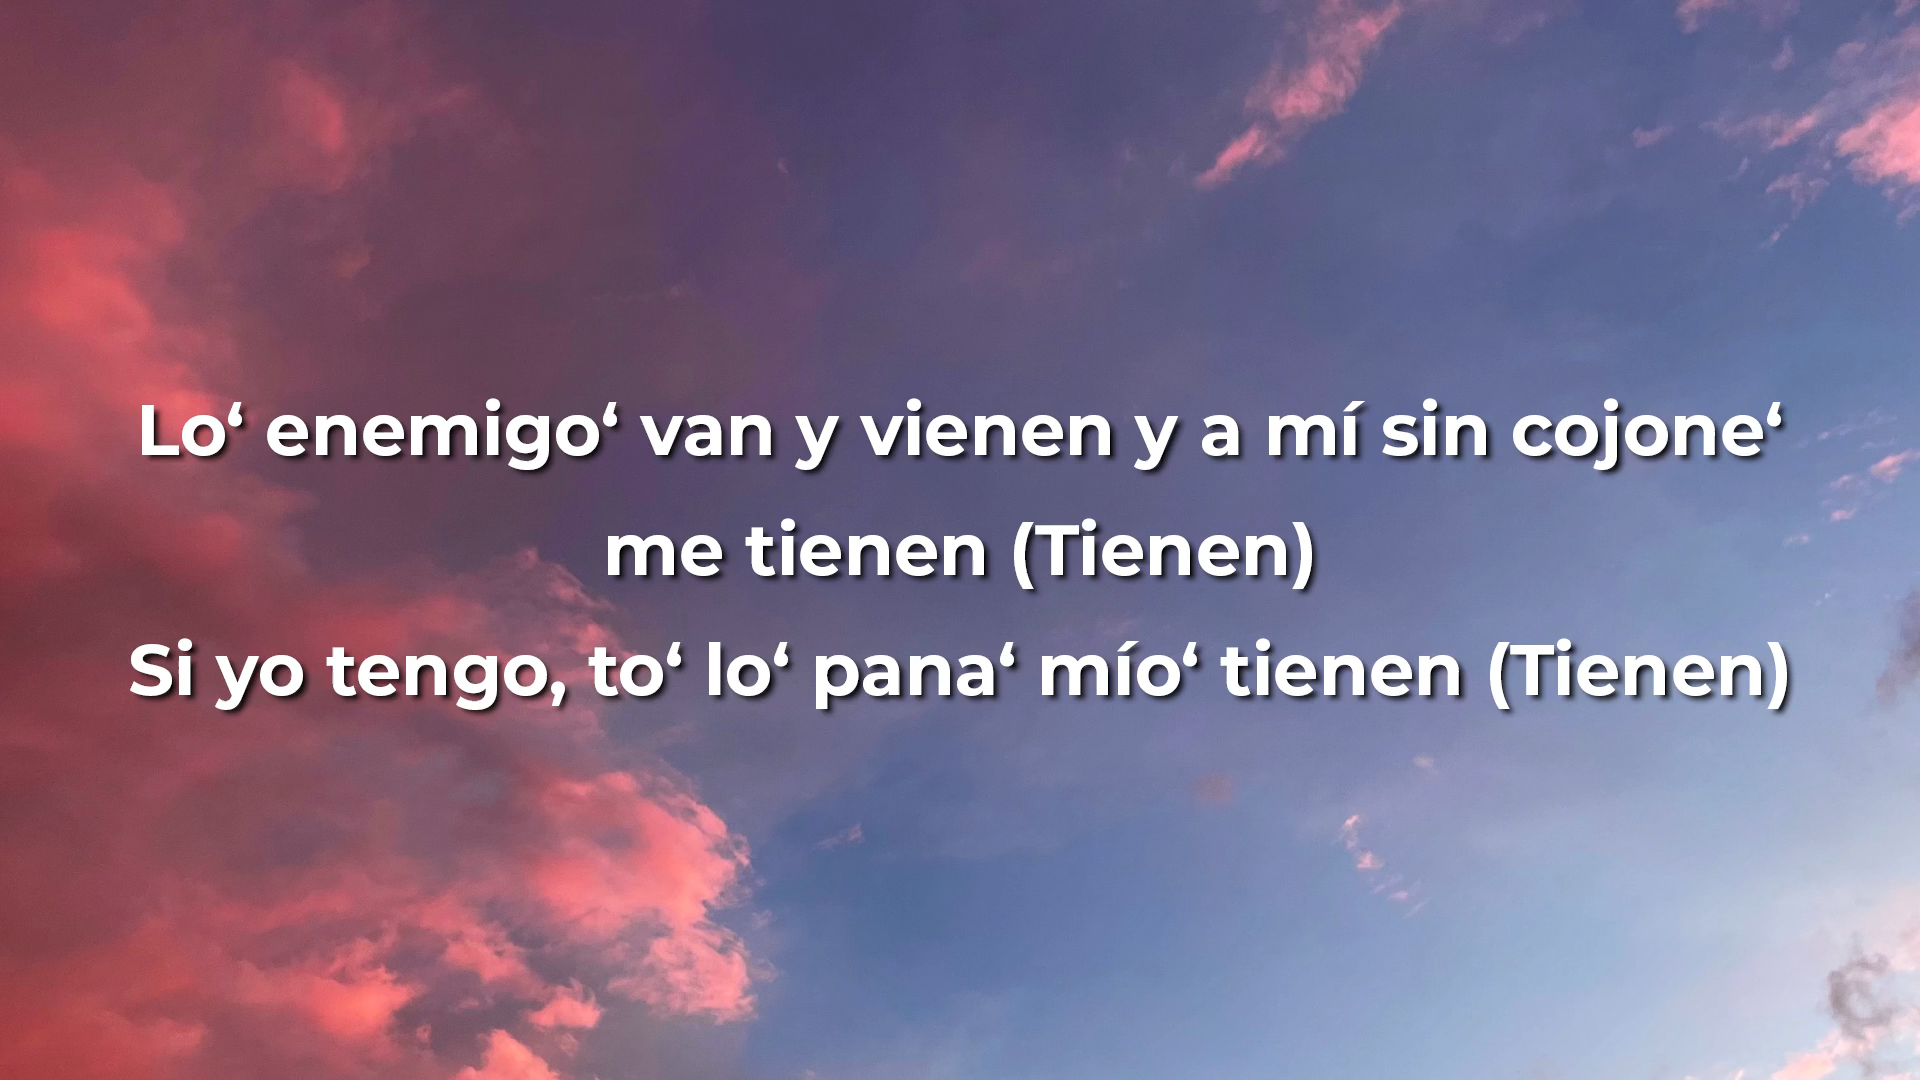 Lo‘ enemigo‘ van y vienen y a mí sin cojone‘
me tienen (Tienen)
Si yo tengo, to‘ lo‘ pana‘ mío‘ tienen (Tienen)